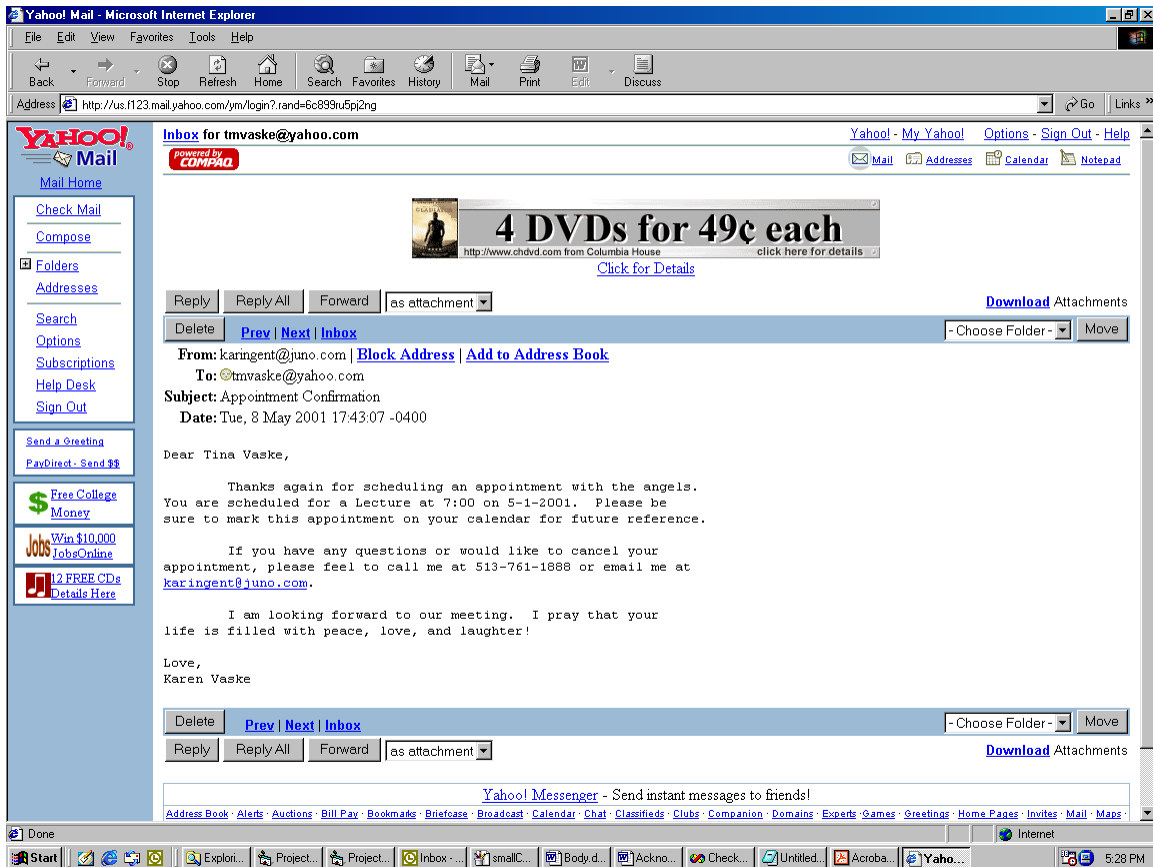 Yahoo! Mail - Microsoft Internet Explorer
File Edit View Favorites Tools Help
Back Forward Stop Refresh Home Search Favorites History Mail Print Edit Discuss
Address http://us.f123.mail.yahoo.com/ym/login?.rand=6c899ru5pj2ng Go Links »
YAHOO! Mail
Mail Home
Check Mail
Compose
Folders
Addresses
Search
Options
Subscriptions
Help Desk
Sign Out
Send a Greeting
PayDirect - Send $$
$ Free College
Money
Jobs Win $10,000
JobsOnline
12 FREE CDs
Details Here
Inbox for tmvaske@yahoo.com
Yahoo! - My Yahoo! Options - Sign Out - Help
powered by
COMPAQ
Mail Addresses Calendar Notepad
GLADIATOR
4 DVDs for 49¢ each
http://www.chdvd.com from Columbia House click here for details
Click for Details
Reply Reply All Forward as attachment Download Attachments
Delete Prev | Next | Inbox - Choose Folder - Move
From: karingent@juno.com | Block Address | Add to Address Book
To: tmvaske@yahoo.com
Subject: Appointment Confirmation
Date: Tue, 8 May 2001 17:43:07 -0400
Dear Tina Vaske,
Thanks again for scheduling an appointment with the angels.
You are scheduled for a Lecture at 7:00 on 5-1-2001. Please be
sure to mark this appointment on your calendar for future reference.
If you have any questions or would like to cancel your
appointment, please feel to call me at 513-761-1888 or email me at
karingent@juno.com.
I am looking forward to our meeting. I pray that your
life is filled with peace, love, and laughter!
Love,
Karen Vaske
Delete Prev | Next | Inbox - Choose Folder - Move
Reply Reply All Forward as attachment Download Attachments
Yahoo! Messenger - Send instant messages to friends!
Address Book · Alerts · Auctions · Bill Pay · Bookmarks · Briefcase · Broadcast · Calendar · Chat · Classifieds · Clubs · Companion · Domains · Experts · Games · Greetings · Home Pages · Invites · Mail · Maps ·
Done Internet
Start Explori... Project... Project... Inbox - ... smallC... Body.d... Ackno... Check... Untitled... Acroba... Yaho... 5:28 PM